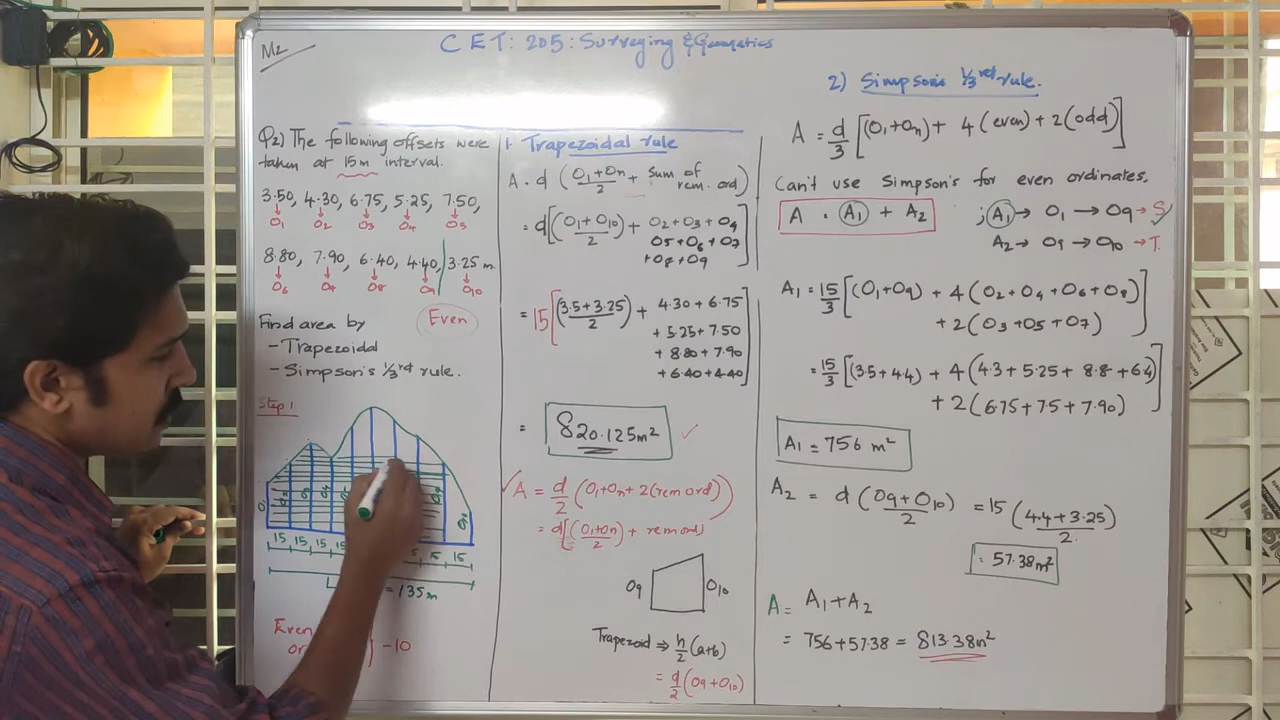 M2
CET: 205: Surveying & Geomatics
Q2) The following offsets were
taken at 15m interval.
3.50, 4.30, 6.75, 5.25, 7.50,
O1 O2 O3 O4 O5
8.80, 7.90, 6.40, 4.40, 3.25 m
O6 O7 O8 O9 O10
Find area by
Even
- Trapezoidal
- Simpson's 1/3rd rule.
Step 1
O1
O9
15 15 15 15
15 15 15
= 135m
Even
} -10
1. Trapezoidal rule
A = d (O1+On/2 + Sum of rem. ord)
= d[(O1+O10/2) + O2+O3+O4
O5+O6+O7
+O8+O9]
= 15[(3.5+3.25)/2 + 4.30+6.75
+5.25+7.50
+8.80+7.90
+6.40+4.40]
= 820.125m² ✓
✓A = d/2 (O1+On+2(rem ord))
= d[(O1+On)/2 + rem ord]
O9 O10
Trapezoid ⇒ h/2 (a+b)
= d/2 (O9+O10)
2) Simpson's 1/3rd rule.
A = d/3 [(O1+On) + 4(even) + 2(odd)]
Can't use Simpson's for even ordinates.
A = A1 + A2 ; A1 → O1 → O9 → S ✓
A2 → O9 → O10 → T.
A1 = 15/3 [(O1+O9) + 4(O2+O4+O6+O8)
+ 2(O3+O5+O7)]
= 15/3 [(3.5+4.4) + 4(4.3+5.25+8.8+6.4)
+ 2(6.75+7.5+7.90)]
A1 = 756 m²
A2 = d (O9+O10)/2 = 15 (4.4+3.25)/2.
= 57.38m²
A = A1+A2
= 756+57.38 = 813.38m²